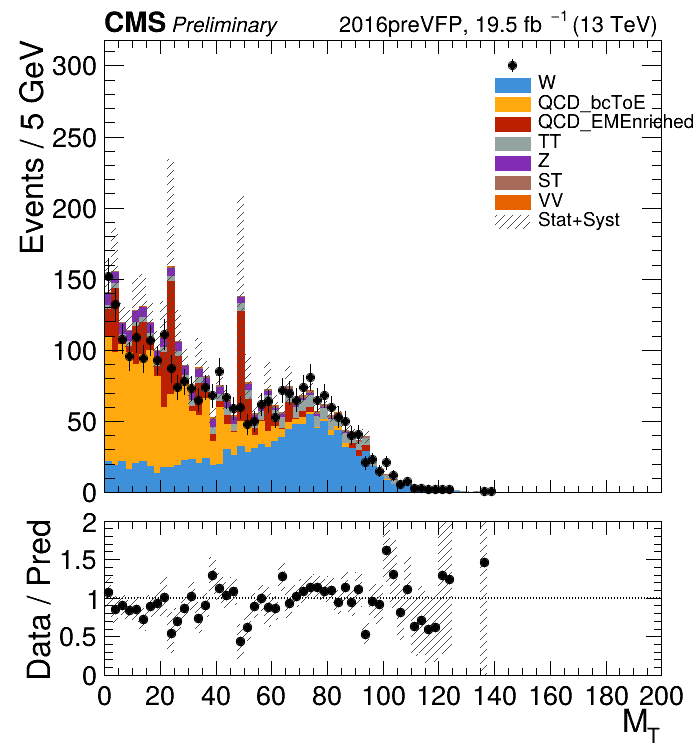 CMS Preliminary 2016preVFP, 19.5 fb ⁻¹ (13 TeV)
Events / 5 GeV
300
250
200
150
100
50
0
W
QCD_bcToE
QCD_EMEnriched
TT
Z
ST
VV
Stat+Syst
Data / Pred
2
1.5
1
0.5
0
0 20 40 60 80 100 120 140 160 180 200
M_T